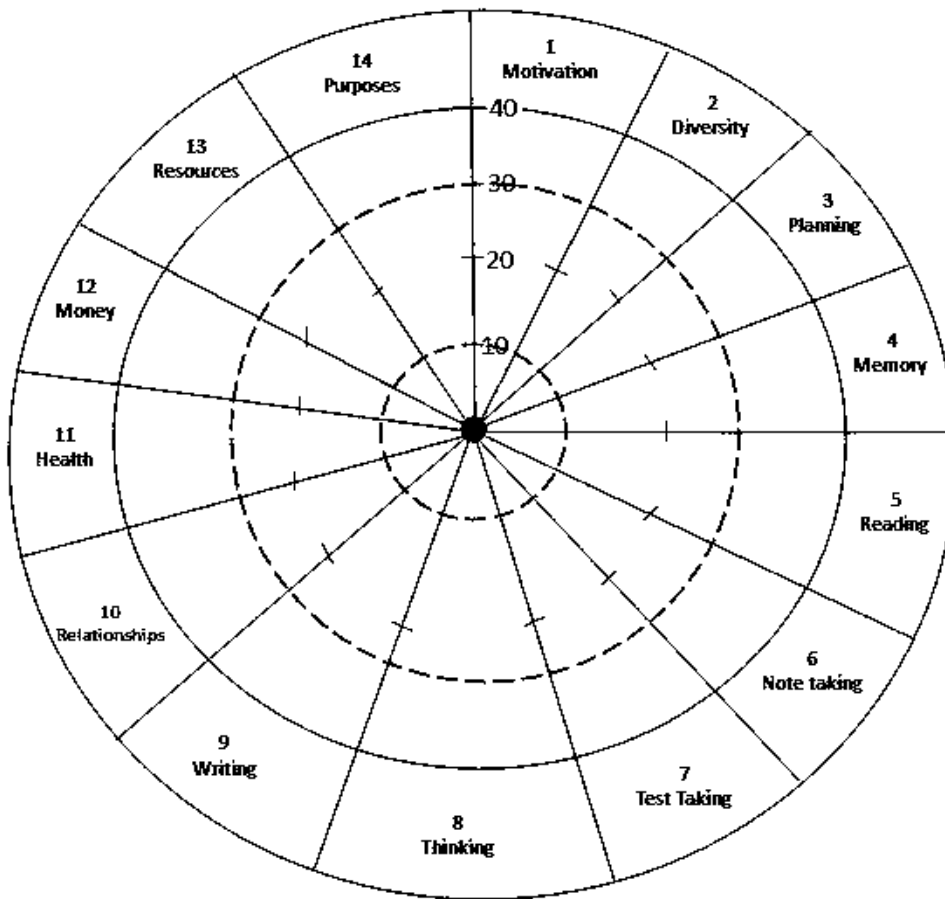 1
Motivation
2
Diversity
3
Planning
4
Memory
5
Reading
6
Note taking
7
Test Taking
8
Thinking
9
Writing
10
Relationships
11
Health
12
Money
13
Resources
14
Purposes
40
30
20
10